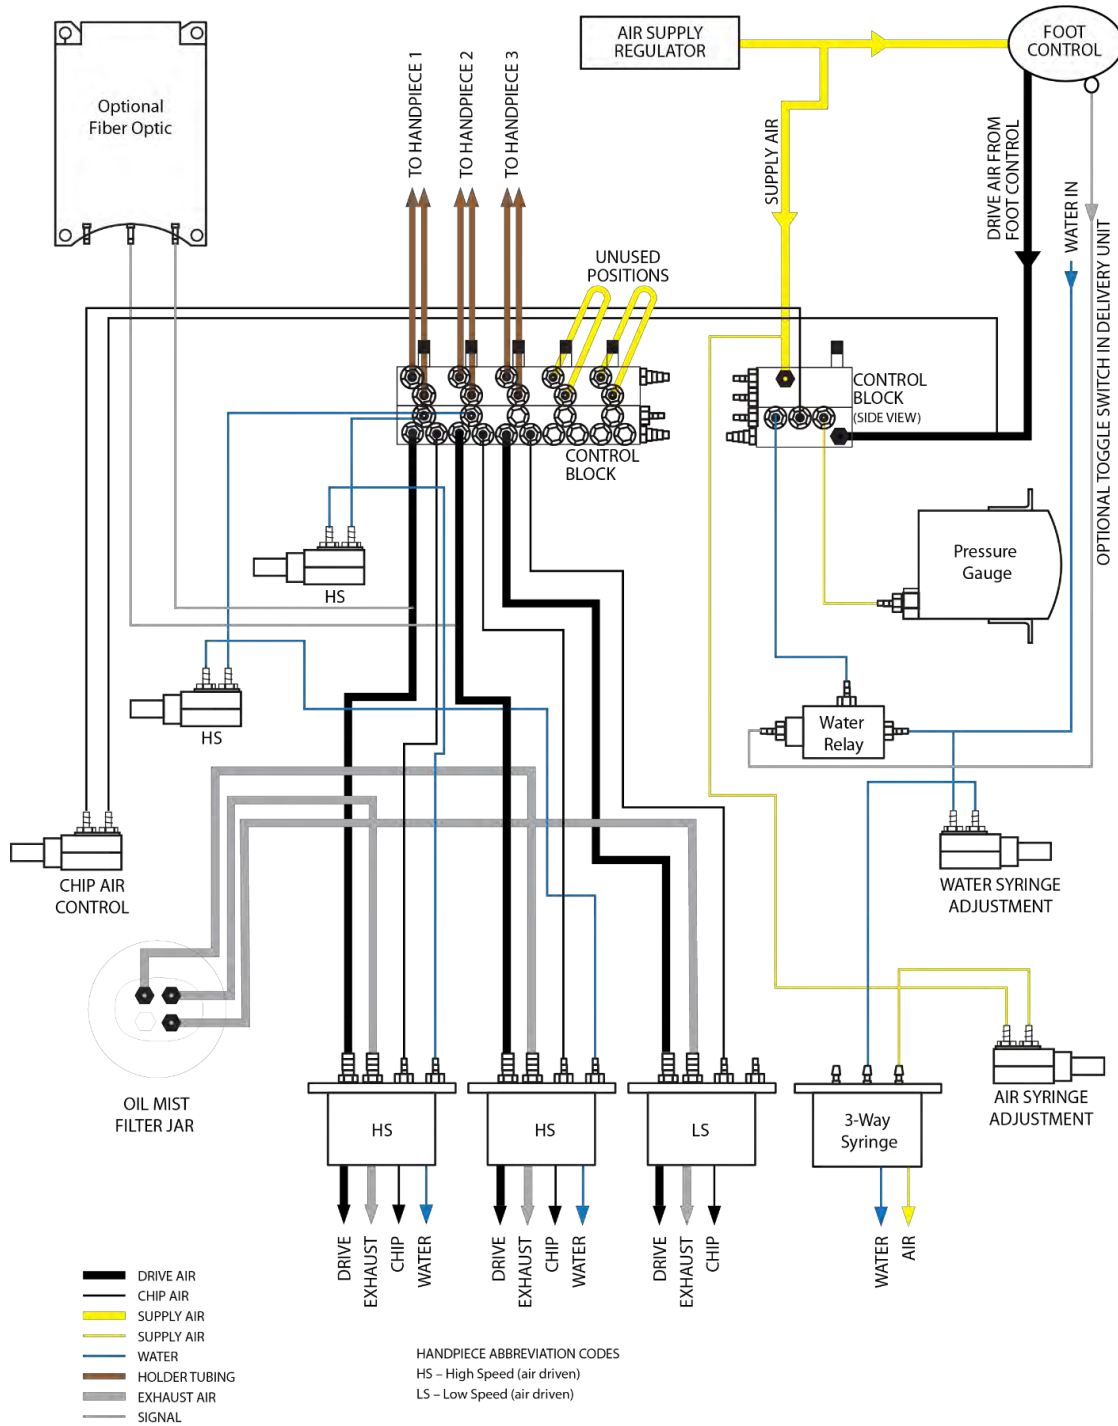 AIR SUPPLY
REGULATOR
FOOT
CONTROL
Optional
Fiber Optic
TO HANDPIECE 1
TO HANDPIECE 2
TO HANDPIECE 3
SUPPLY AIR
DRIVE AIR FROM
FOOT CONTROL
WATER IN
OPTIONAL TOGGLE SWITCH IN DELIVERY UNIT
UNUSED
POSITIONS
CONTROL
BLOCK
(SIDE VIEW)
CONTROL
BLOCK
Pressure
Gauge
HS
HS
Water
Relay
CHIP AIR
CONTROL
WATER SYRINGE
ADJUSTMENT
OIL MIST
FILTER JAR
HS
HS
LS
3-Way
Syringe
AIR SYRINGE
ADJUSTMENT
DRIVE
EXHAUST
CHIP
WATER
DRIVE
EXHAUST
CHIP
WATER
DRIVE
EXHAUST
CHIP
WATER
AIR
DRIVE AIR
CHIP AIR
SUPPLY AIR
SUPPLY AIR
WATER
HOLDER TUBING
EXHAUST AIR
SIGNAL
HANDPIECE ABBREVIATION CODES
HS – High Speed (air driven)
LS – Low Speed (air driven)